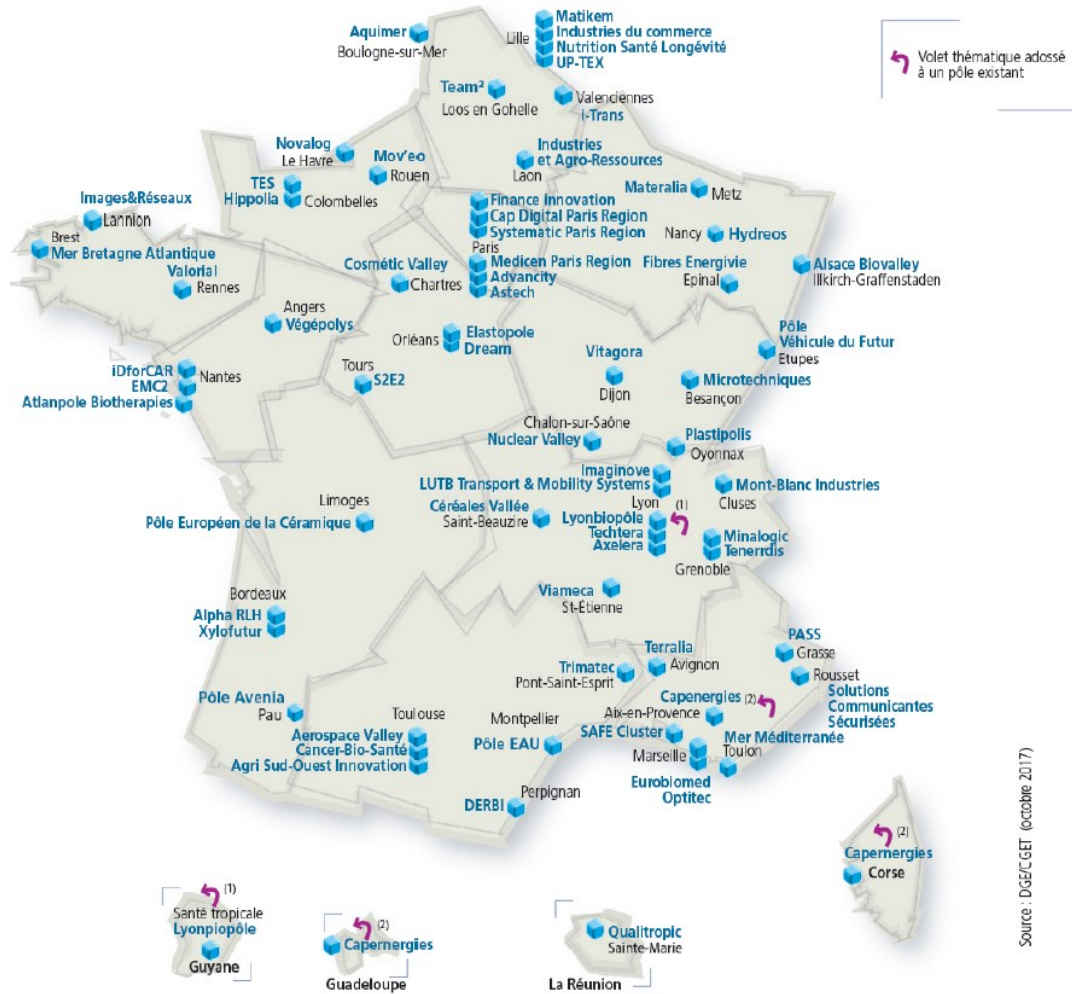 Matikem
Industries du commerce
Nutrition Santé Longévité
UP-TEX
Lille
Aquimer
Boulogne-sur-Mer
Volet thématique adossé
à un pôle existant
Team²
Loos en Gohelle
Valenciennes
i-Trans
Novalog
Le Havre
Mov'eo
Rouen
Industries
et Agro-Ressources
Laon
TES
Hippolia
Colombelles
Materalia
Metz
Images&Réseaux
Lannion
Finance innovation
Cap Digital Paris Region
Systematic Paris Region
Paris
Medicen Paris Region
Advancity
Astech
Brest
Mer Bretagne Atlantique
Nancy
Hydreos
Valorial
Rennes
Cosmétic Valley
Chartres
Fibres Energivie
Epinal
Alsace Biovalley
Illkirch-Graffenstaden
Angers
Végépolys
Orléans
Elastopole
Dream
Pôle
Véhicule du Futur
Etupes
iDforCAR
EMC2
Nantes
Atlanpole Biotherapies
Tours
S2E2
Vitagora
Dijon
Microtechniques
Besançon
Chalon-sur-Saône
Nuclear Valley
Plastipolis
Oyonnax
Imaginove
LUTB Transport & Mobility Systems
Lyon
Mont-Blanc Industries
Cluses
Limoges
Pôle Européen de la Céramique
Céréales Vallée
Saint-Beauzire
Lyonbiopôle
(1)
Techtera
Axelera
Minalogic
Tenerrdis
Grenoble
Viameca
St-Étienne
Bordeaux
Alpha RLH
Xylofutur
PASS
Grasse
Terralia
Avignon
Trimatec
Pont-Saint-Esprit
Rousset
Solutions
Communicantes
Sécurisées
Capenergies (2)
Aix-en-Provence
Pôle Avenia
Pau
Toulouse
Aerospace Valley
Cancer-Bio-Santé
Agri Sud-Ouest Innovation
Montpellier
Pôle EAU
SAFE Cluster
Marseille
Mer Méditerranée
Toulon
Eurobiomed
Optitec
Perpignan
DERBI
(2)
Capernergies
Corse
(1)
Santé tropicale
Lyonpiopôle
Guyane
(2)
Capernergies
Guadeloupe
Qualitropic
Sainte-Marie
La Réunion
Source : DGE/CGET (octobre 2017)